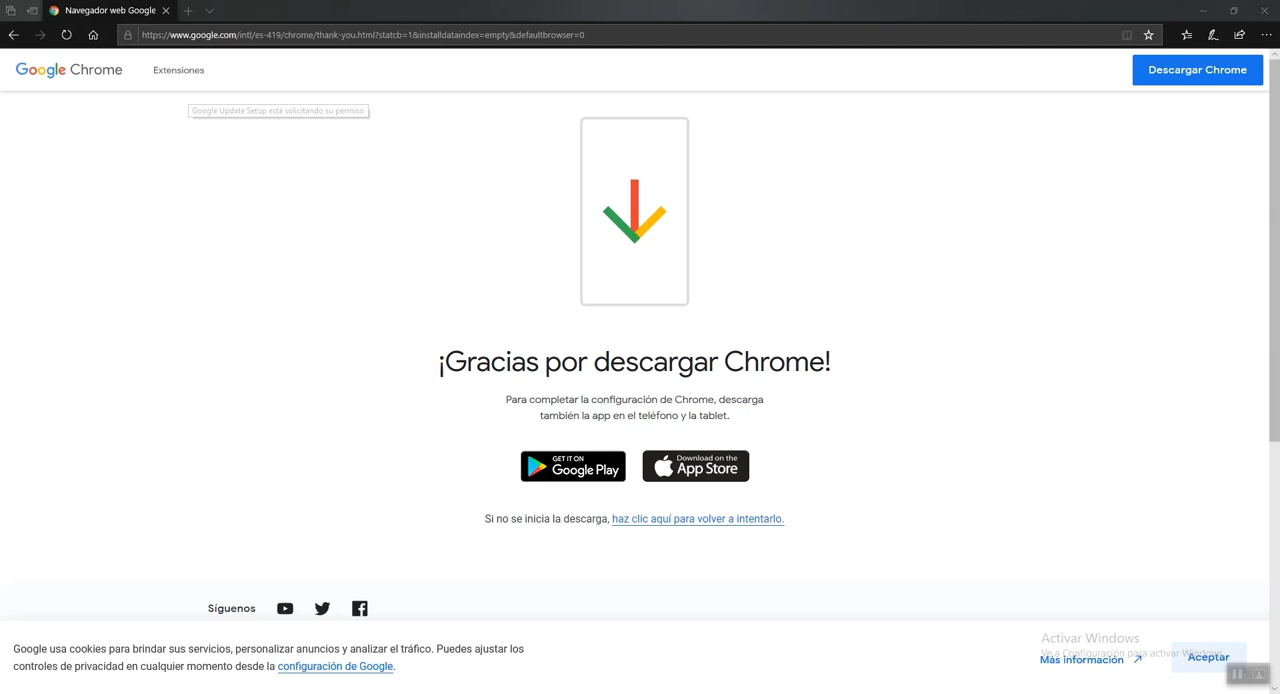 Navegador web Google
https://www.google.com/intl/es-419/chrome/thank-you.html?statcb=1&installdataindex=empty&defaultbrowser=0
Google Chrome
Extensiones
Descargar Chrome
Google Update Setup está solicitando su permiso
¡Gracias por descargar Chrome!
Para completar la configuración de Chrome, descarga
también la app en el teléfono y la tablet.
GET IT ON
Google Play
Download on the
App Store
Si no se inicia la descarga, haz clic aquí para volver a intentarlo.
Síguenos
Google usa cookies para brindar sus servicios, personalizar anuncios y analizar el tráfico. Puedes ajustar los
controles de privacidad en cualquier momento desde la configuración de Google.
Activar Windows
Ve a Configuración para activar Windows.
Más información
Aceptar